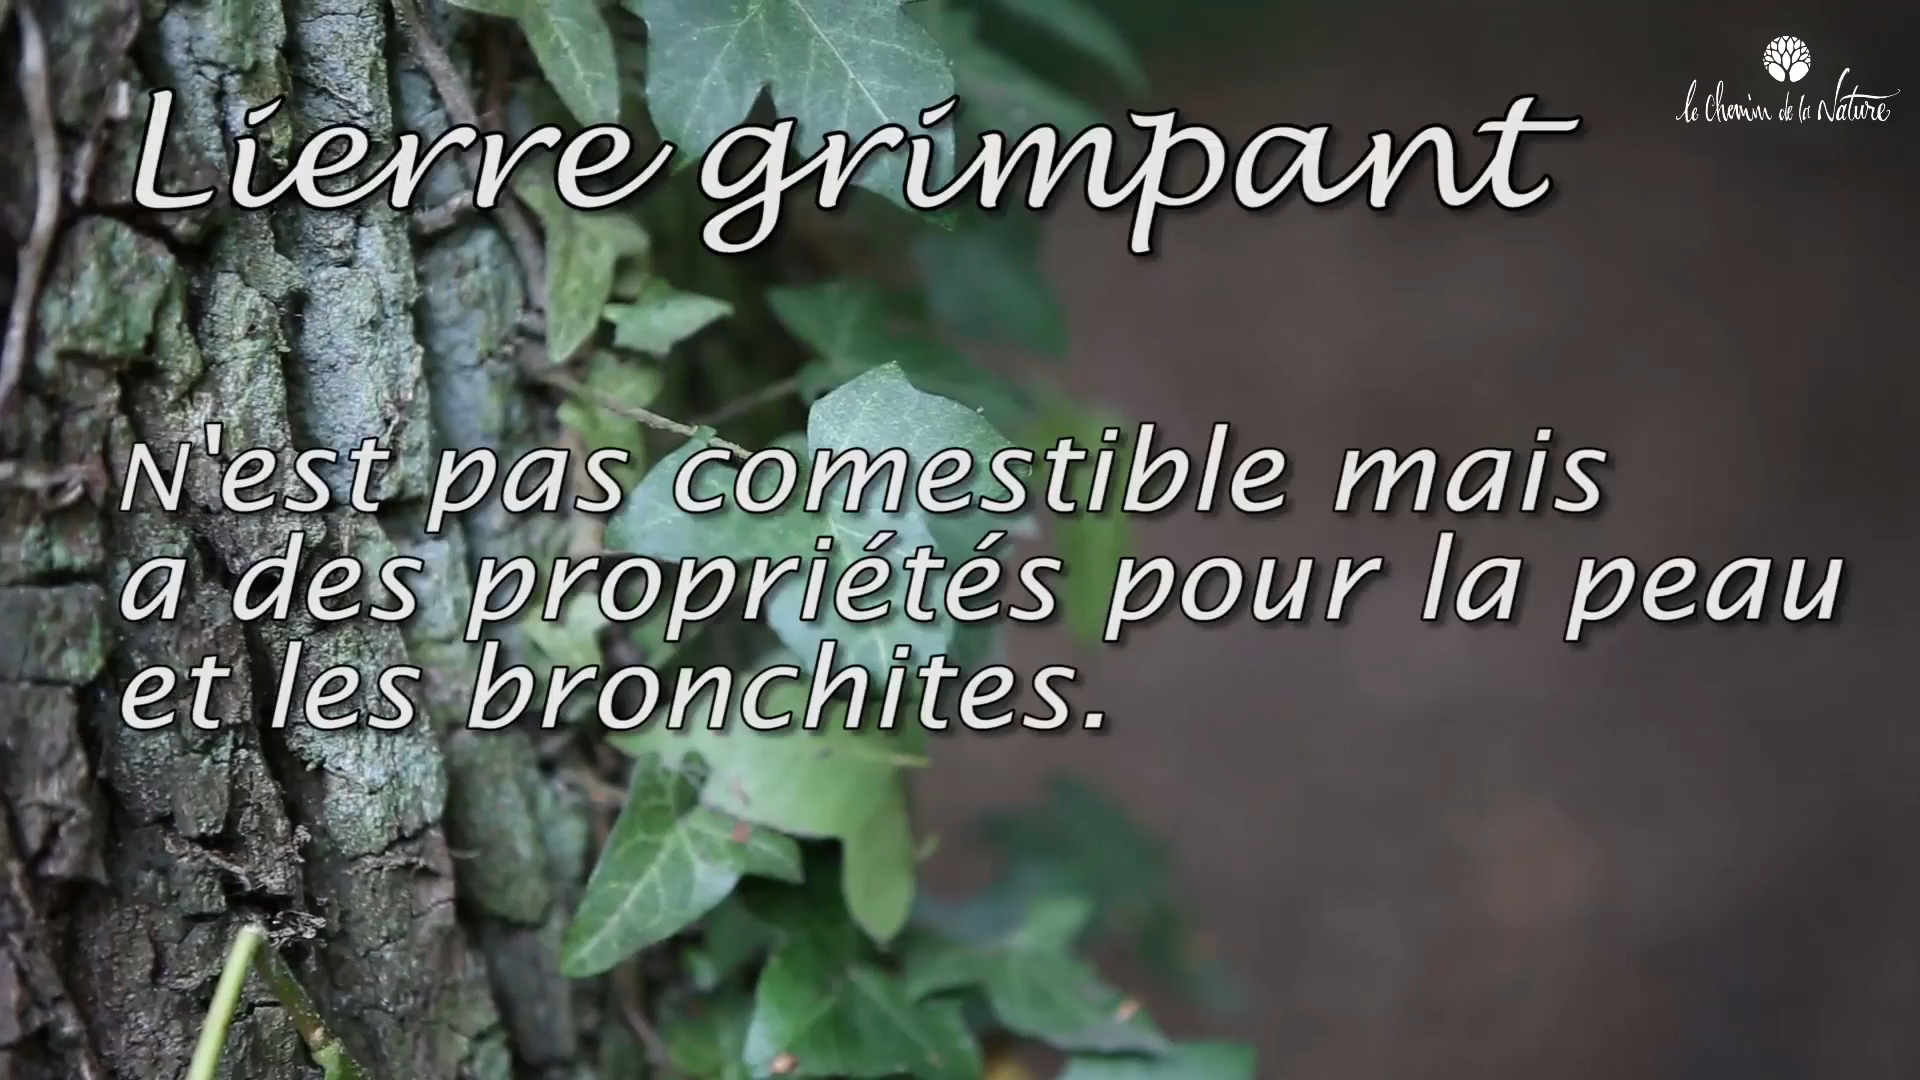 le Chemin de la Nature
Lierre grimpant
N'est pas comestible mais
a des propriétés pour la peau
et les bronchites.